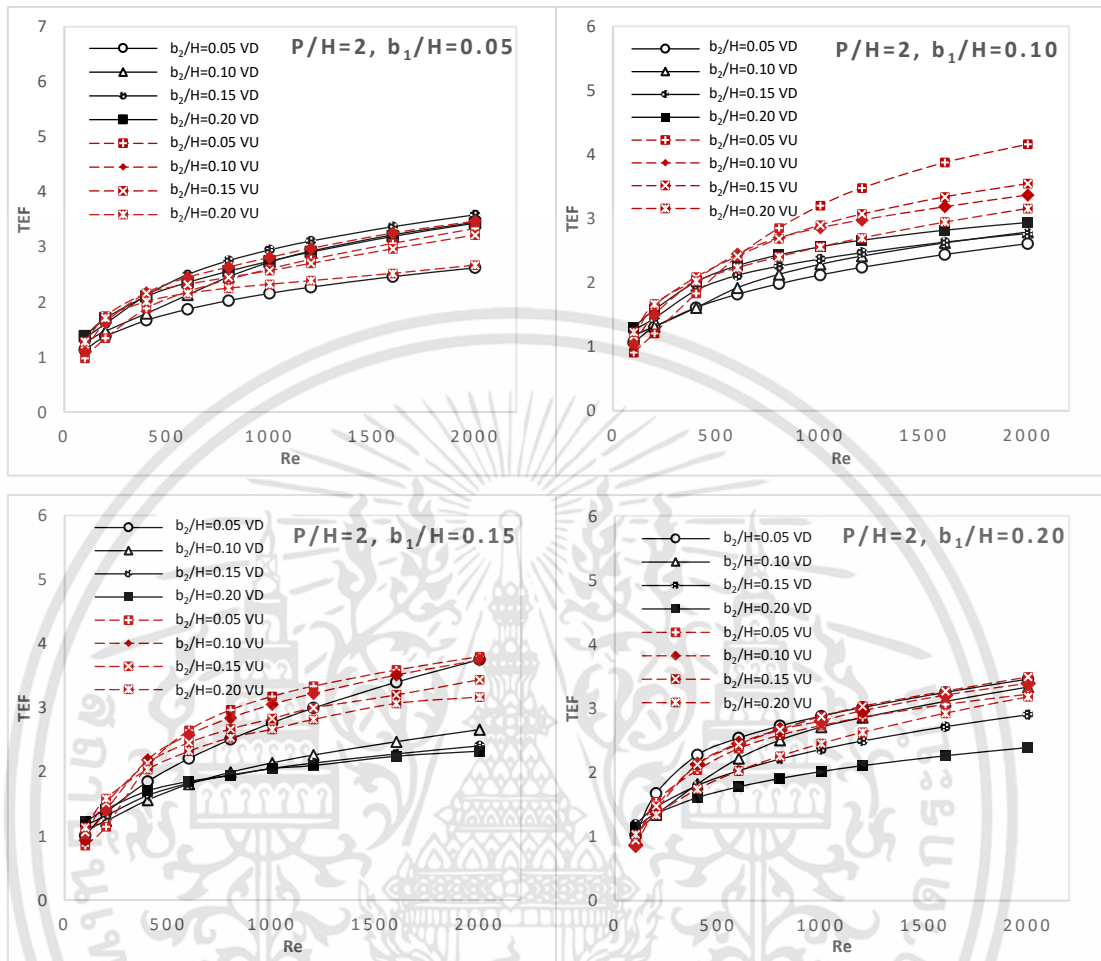 P/H=2, b₁/H=0.05
7
6
5
4
3
2
1
0
TEF
b₂/H=0.05 VD
b₂/H=0.10 VD
b₂/H=0.15 VD
b₂/H=0.20 VD
b₂/H=0.05 VU
b₂/H=0.10 VU
b₂/H=0.15 VU
b₂/H=0.20 VU
0 500 1000 1500 2000
Re
P/H=2, b₁/H=0.10
6
5
4
3
2
1
0
TEF
b₂/H=0.05 VD
b₂/H=0.10 VD
b₂/H=0.15 VD
b₂/H=0.20 VD
b₂/H=0.05 VU
b₂/H=0.10 VU
b₂/H=0.15 VU
b₂/H=0.20 VU
0 500 1000 1500 2000
Re
P/H=2, b₁/H=0.15
6
5
4
3
2
1
0
TEF
b₂/H=0.05 VD
b₂/H=0.10 VD
b₂/H=0.15 VD
b₂/H=0.20 VD
b₂/H=0.05 VU
b₂/H=0.10 VU
b₂/H=0.15 VU
b₂/H=0.20 VU
0 500 1000 1500 2000
Re
P/H=2, b₁/H=0.20
6
5
4
3
2
1
0
TEF
b₂/H=0.05 VD
b₂/H=0.10 VD
b₂/H=0.15 VD
b₂/H=0.20 VD
b₂/H=0.05 VU
b₂/H=0.10 VU
b₂/H=0.15 VU
b₂/H=0.20 VU
0 500 1000 1500 2000
Re